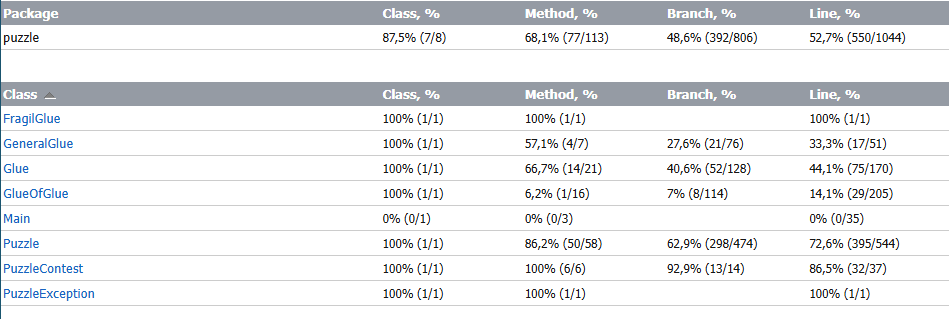 Package Class, % Method, % Branch, % Line, %
puzzle 87,5% (7/8) 68,1% (77/113) 48,6% (392/806) 52,7% (550/1044)
Class Class, % Method, % Branch, % Line, %
FragilGlue 100% (1/1) 100% (1/1) 100% (1/1)
GeneralGlue 100% (1/1) 57,1% (4/7) 27,6% (21/76) 33,3% (17/51)
Glue 100% (1/1) 66,7% (14/21) 40,6% (52/128) 44,1% (75/170)
GlueOfGlue 100% (1/1) 6,2% (1/16) 7% (8/114) 14,1% (29/205)
Main 0% (0/1) 0% (0/3) 0% (0/35)
Puzzle 100% (1/1) 86,2% (50/58) 62,9% (298/474) 72,6% (395/544)
PuzzleContest 100% (1/1) 100% (6/6) 92,9% (13/14) 86,5% (32/37)
PuzzleException 100% (1/1) 100% (1/1) 100% (1/1)